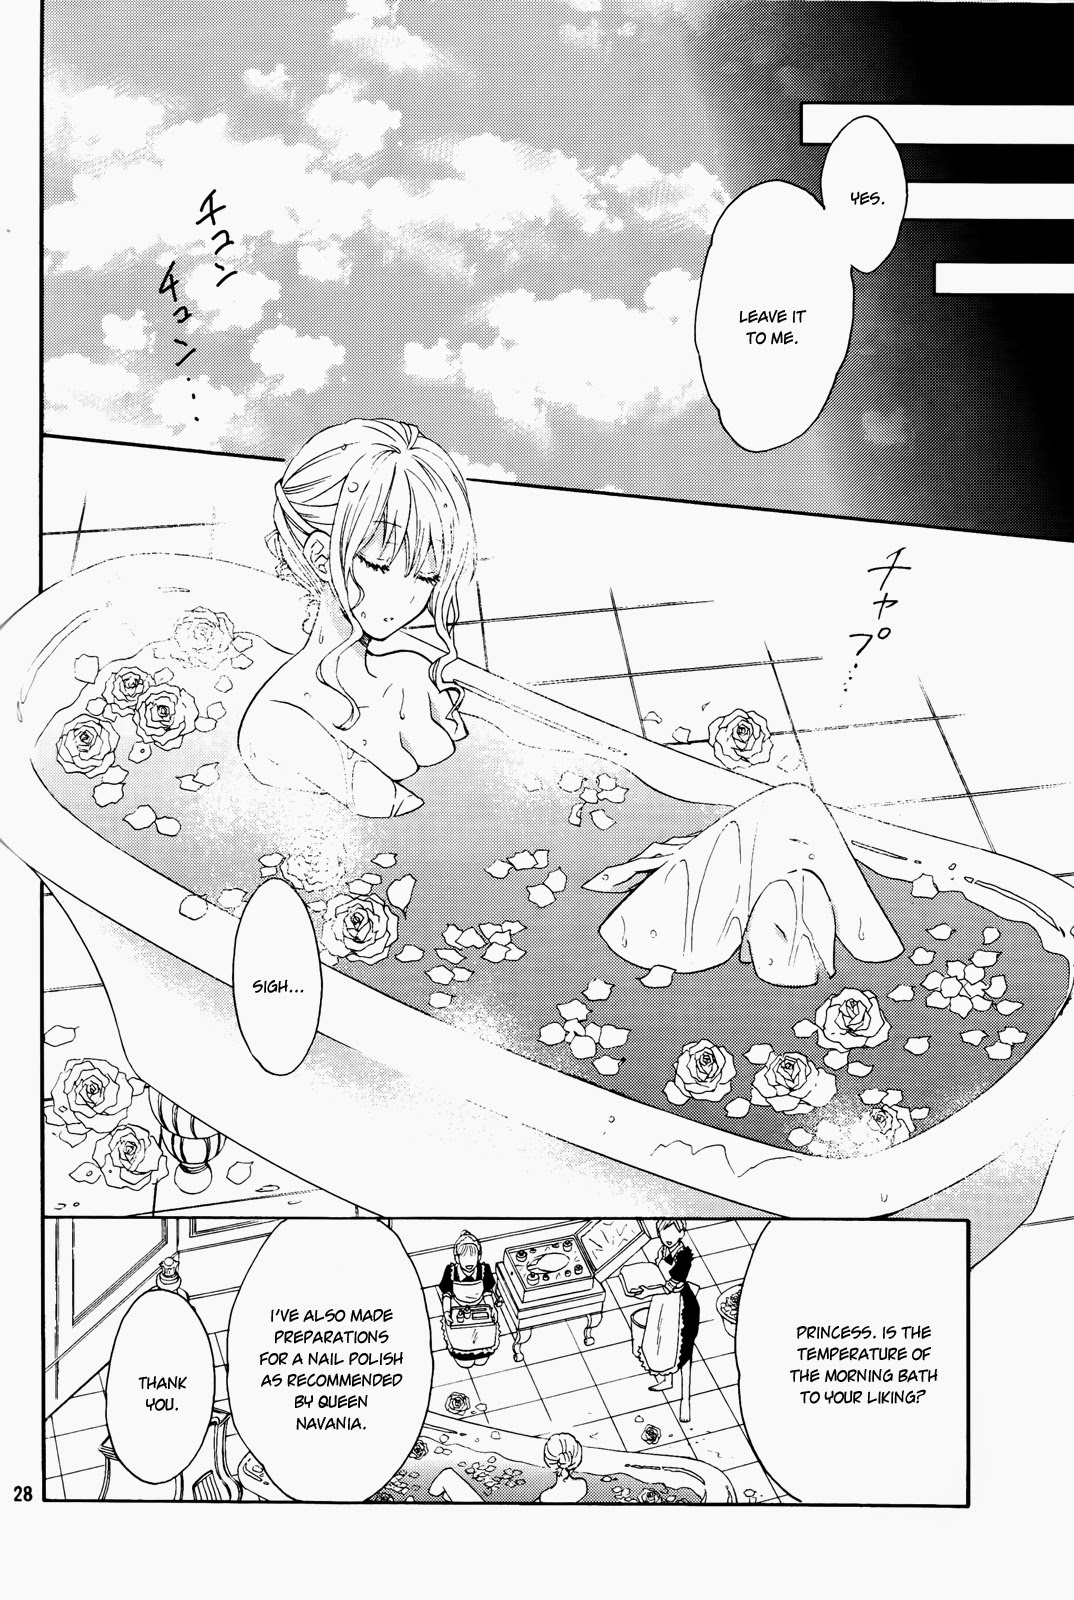 YES.
LEAVE IT
TO ME.
チュン
チュン...
チャプ...
SIGH...
PRINCESS. IS THE
TEMPERATURE OF
THE MORNING BATH
TO YOUR LIKING?
I'VE ALSO MADE
PREPARATIONS
FOR A NAIL POLISH
AS RECOMMENDED
BY QUEEN
NAVANIA.
THANK
YOU.
28